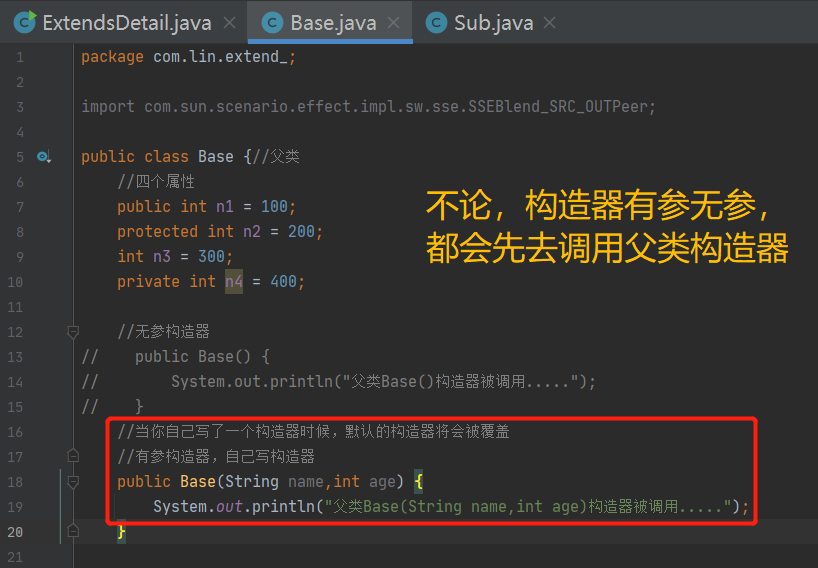 ExtendsDetail.java
Base.java
Sub.java
1 package com.lin.extend_;
2
3 import com.sun.scenario.effect.impl.sw.sse.SSEBlend_SRC_OUTPeer;
4
5 public class Base {//父类
6 //四个属性
7 public int n1 = 100;
8 protected int n2 = 200;
9 int n3 = 300;
10 private int n4 = 400;
不论，构造器有参无参，
都会先去调用父类构造器
11
12 //无参构造器
13 // public Base() {
14 // System.out.println("父类Base()构造器被调用.....");
15 // }
16 //当你自己写了一个构造器时候，默认的构造器将会被覆盖
17 //有参构造器，自己写构造器
18 public Base(String name,int age) {
19 System.out.println("父类Base(String name,int age)构造器被调用.....");
20 }
21